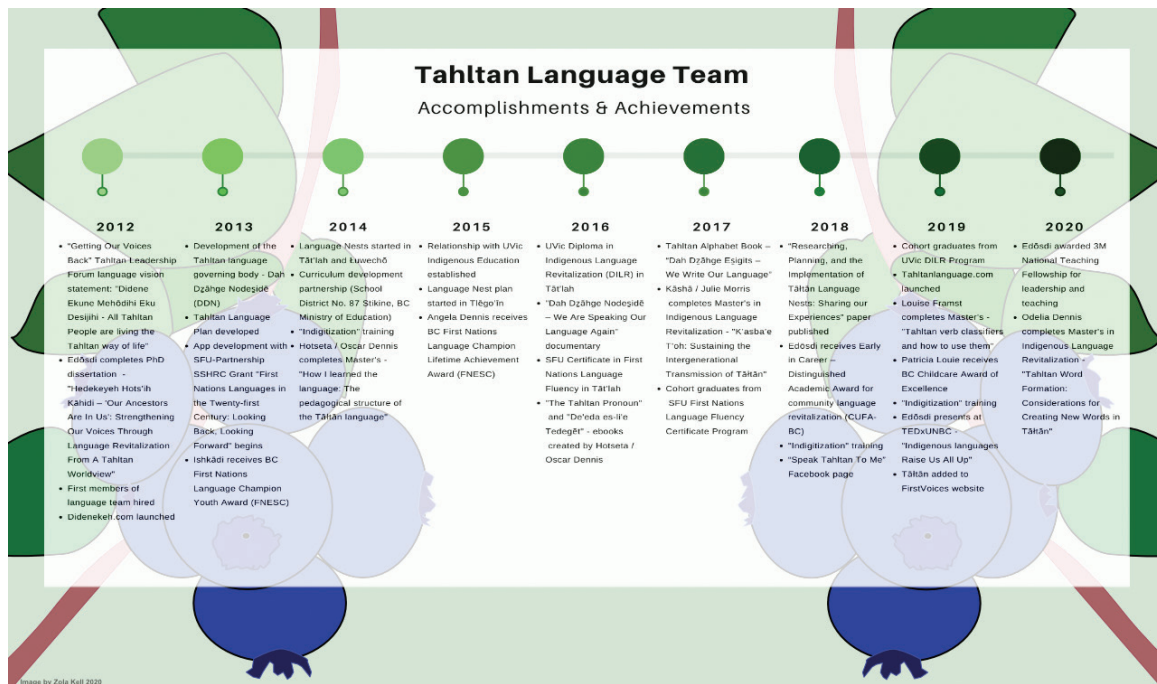 Tahltan Language Team
Accomplishments & Achievements
2012
• "Getting Our Voices
Back" Tahltan Leadership
Forum language vision
statement: "Didene
Ekune Mehōdihi Eku
Desijihi - All Tahltan
People are living the
Tahltan way of life"
• Edōsdi completes PhD
dissertation -
"Hedekeyeh Hots'ih
Kāhidi – 'Our Ancestors
Are In Us': Strengthening
Our Voices Through
Language Revitalization
From A Tahltan
Worldview"
• First members of
language team hired
• Didenekeh.com launched
2013
• Development of the
Tahltan language
governing body - Dah
Dẕāhge Nodeṣidē
(DDN)
• Tahltan Language
Plan developed
• App development with
SFU-Partnership
SSHRC Grant "First
Nations Languages in
the Twenty-first
Century: Looking
Back, Looking
Forward" begins
• Ishkādi receives BC
First Nations
Language Champion
Youth Award (FNESC)
2014
• Language Nests started in
Tātl'ah and Łuwechō
• Curriculum development
partnership (School
District No. 87 Stikine, BC
Ministry of Education)
• "Indigitization" training
• Hotseta / Oscar Dennis
completes Master's -
"How I learned the
language: The
pedagogical structure of
the Tāłtān language"
2015
• Relationship with UVic
Indigenous Education
established
• Language Nest plan
started in Tlēgo'īn
• Angela Dennis receives
BC First Nations
Language Champion
Lifetime Achievement
Award (FNESC)
2016
• UVic Diploma in
Indigenous Language
Revitalization (DILR) in
Tāt'lah
• "Dah Dẕāhge Nodeṣidē
– We Are Speaking Our
Language Again"
documentary
• SFU Certificate in First
Nations Language
Fluency in Tāt'lah
• "The Tahltan Pronoun"
and "De'eda es-lī'e
Tedegēt" - ebooks
created by Hotseta /
Oscar Dennis
2017
• Tahltan Alphabet Book –
"Dah Dẕāhge Eṣigits –
We Write Our Language"
• Kāshā / Julie Morris
completes Master's in
Indigenous Language
Revitalization - "K'asba'e
T'oh: Sustaining the
Intergenerational
Transmission of Tāłtān"
• Cohort graduates from
SFU First Nations
Language Fluency
Certificate Program
2018
• "Researching,
Planning, and the
Implementation of
Tāłtān Language
Nests: Sharing our
Experiences" paper
published
• Edōsdi receives Early
in Career –
Distinguished
Academic Award for
community language
revitalization (CUFA-
BC)
• "Indigitization" training
• "Speak Tahltan To Me"
Facebook page
2019
• Cohort graduates from
UVic DILR Program
• Tahltanlanguage.com
launched
• Louise Framst
completes Master's -
"Tahltan verb classifiers
and how to use them"
• Patricia Louie receives
BC Childcare Award of
Excellence
• "Indigitization" training
• Edōsdi presents at
TEDxUNBC -
"Indigenous languages
Raise Us All Up"
• Tāłtān added to
FirstVoices website
2020
• Edōsdi awarded 3M
National Teaching
Fellowship for
leadership and
teaching
• Odelia Dennis
completes Master's in
Indigenous Language
Revitalization -
"Tahltan Word
Formation:
Considerations for
Creating New Words in
Tāłtān"
Image by Zola Kell 2020